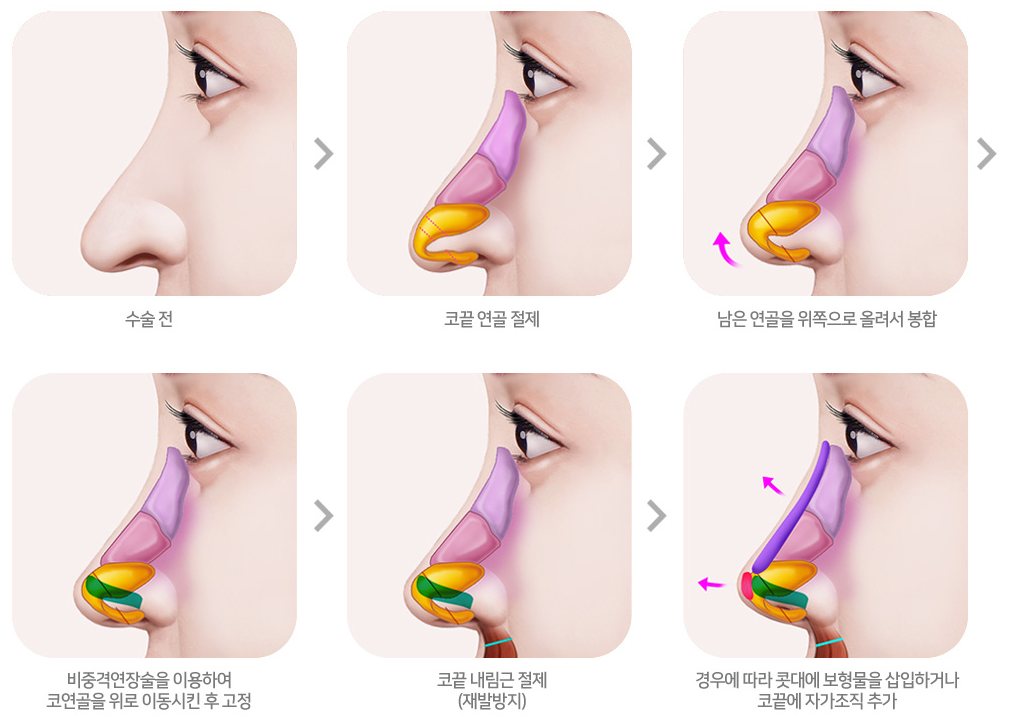 수술 전
코끝 연골 절제
남은 연골을 위쪽으로 올려서 봉합
비중격연장술을 이용하여
코연골을 위로 이동시킨 후 고정
코끝 내림근 절제
(재발방지)
경우에 따라 콧대에 보형물을 삽입하거나
코끝에 자가조직 추가